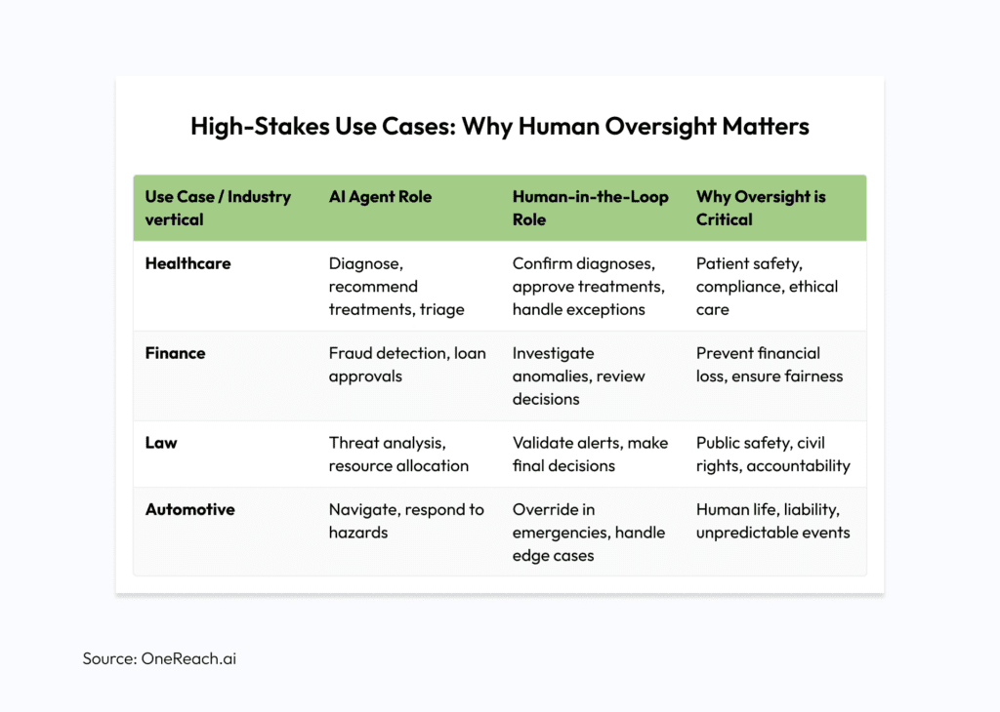 High-Stakes Use Cases: Why Human Oversight Matters
Use Case / Industry
vertical
AI Agent Role
Human-in-the-Loop
Role
Why Oversight is
Critical
Healthcare
Diagnose,
recommend
treatments, triage
Confirm diagnoses,
approve treatments,
handle exceptions
Patient safety,
compliance, ethical
care
Finance
Fraud detection, loan
approvals
Investigate
anomalies, review
decisions
Prevent financial
loss, ensure fairness
Law
Threat analysis,
resource allocation
Validate alerts, make
final decisions
Public safety, civil
rights, accountability
Automotive
Navigate, respond to
hazards
Override in
emergencies, handle
edge cases
Human life, liability,
unpredictable events
Source: OneReach.ai